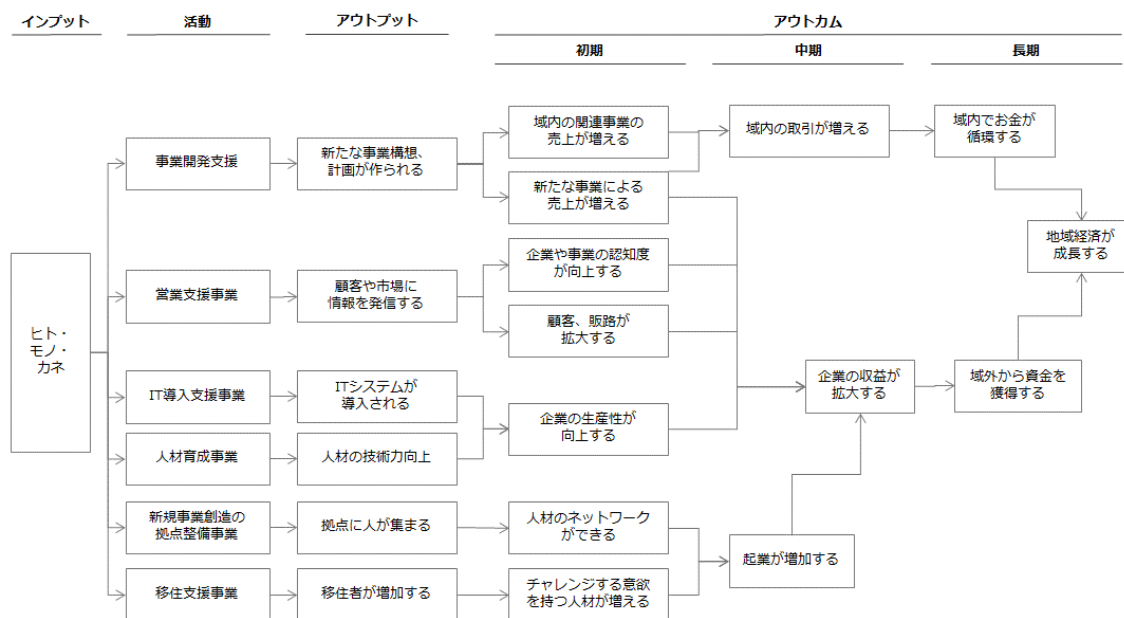 インプット
活動
アウトプット
アウトカム
初期
中期
長期
ヒト・
モノ・
カネ
事業開発支援
新たな事業構想、
計画が作られる
域内の関連事業の
売上が増える
新たな事業による
売上が増える
域内の取引が増える
域内でお金が
循環する
地域経済が
成長する
営業支援事業
顧客や市場に
情報を発信する
企業や事業の認知度
が向上する
顧客、販路が
拡大する
IT導入支援事業
ITシステムが
導入される
人材育成事業
人材の技術力向上
企業の生産性が
向上する
企業の収益が
拡大する
域外から資金を
獲得する
新規事業創造の
拠点整備事業
拠点に人が集まる
人材のネットワーク
ができる
起業が増加する
移住支援事業
移住者が増加する
チャレンジする意欲
を持つ人材が増える